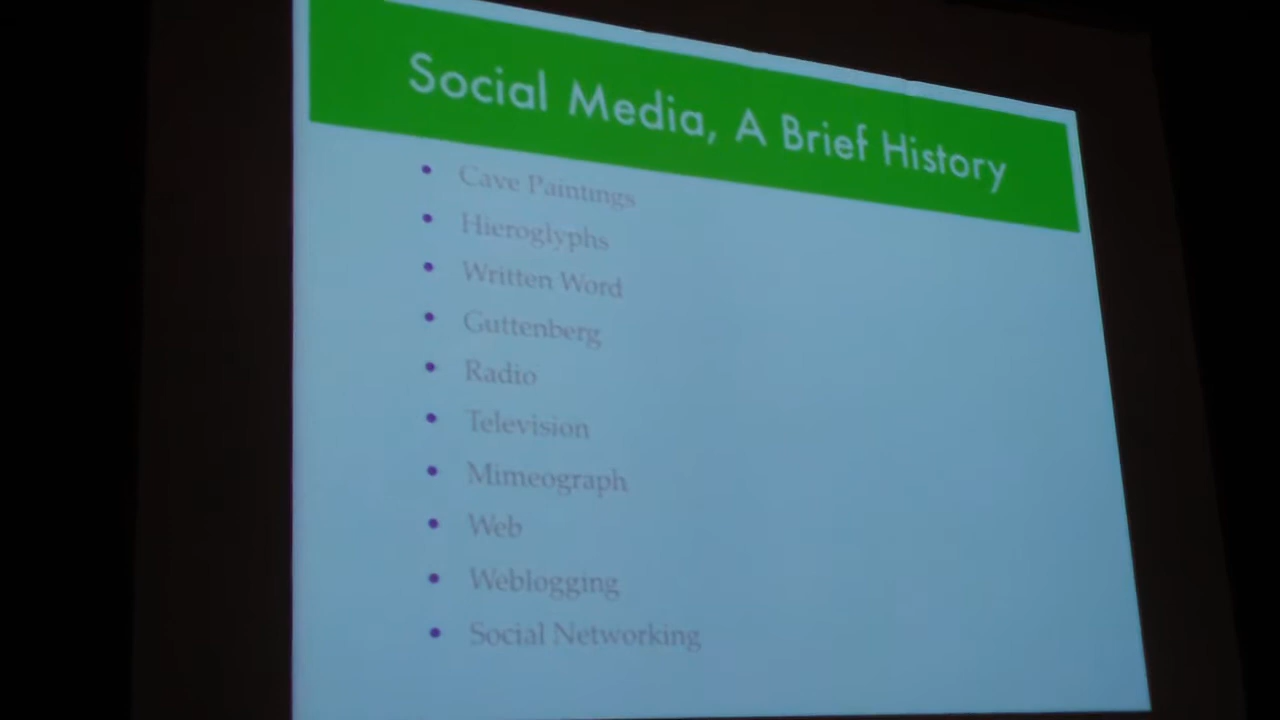 Social Media, A Brief History
• Cave Paintings
• Hieroglyphs
• Written Word
• Guttenberg
• Radio
• Television
• Mimeograph
• Web
• Weblogging
• Social Networking